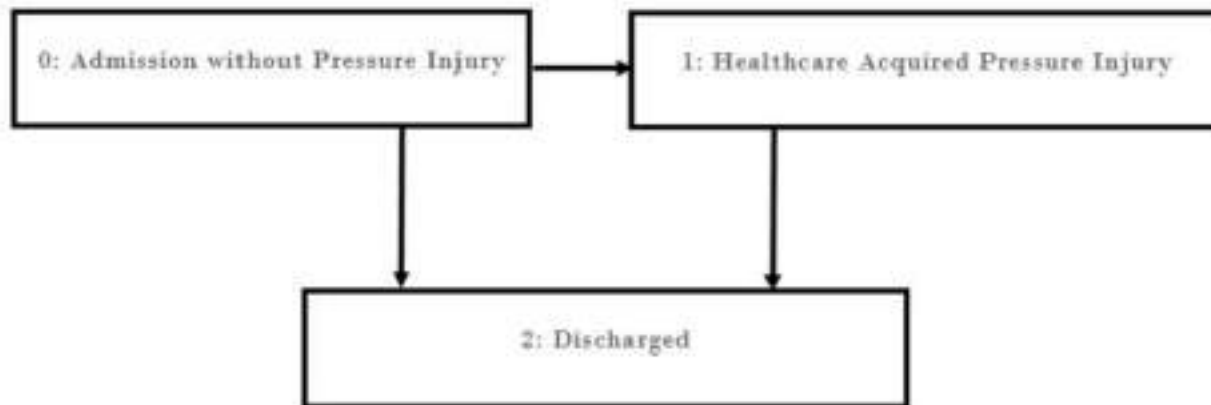 0: Admission without Pressure Injury
1: Healthcare Acquired Pressure Injury
2: Discharged